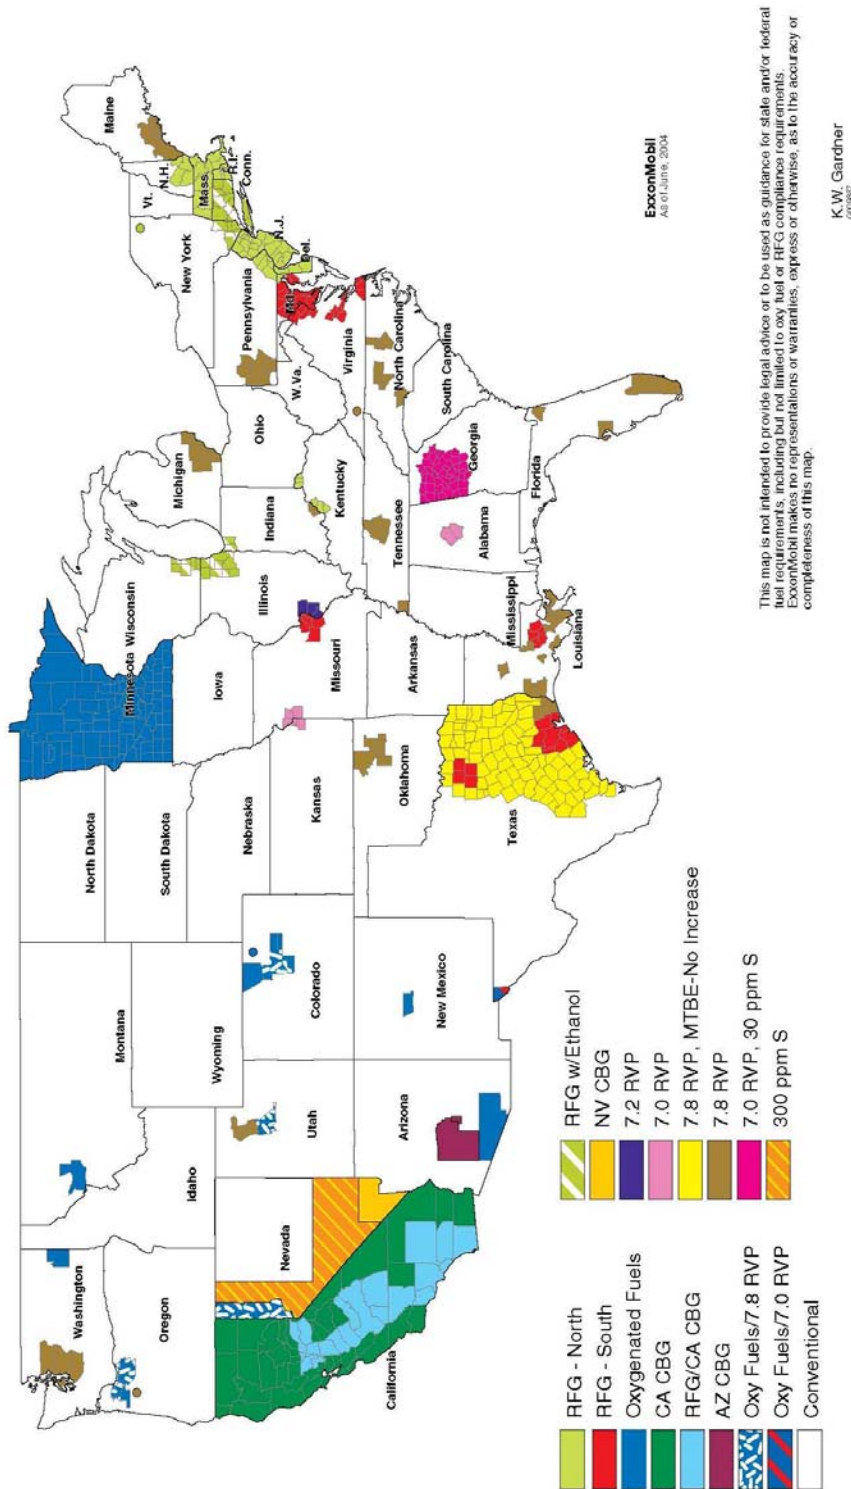 Maine
N.H.
Vt.
Mass.
R.I.
Conn.
New York
N.J.
Del.
Pennsylvania
Md.
Virginia
W.Va.
North Carolina
South Carolina
Ohio
Michigan
Kentucky
Georgia
Indiana
Tennessee
Florida
Alabama
Wisconsin
Illinois
Mississippi
Minnesota
Iowa
Missouri
Arkansas
Louisiana
North Dakota
South Dakota
Nebraska
Kansas
Oklahoma
Texas
Montana
Wyoming
Colorado
New Mexico
Idaho
Utah
Arizona
Washington
Oregon
Nevada
California
RFG - North
RFG - South
Oxygenated Fuels
CA CBG
RFG/CA CBG
AZ CBG
Oxy Fuels/7.8 RVP
Oxy Fuels/7.0 RVP
Conventional
RFG w/Ethanol
NV CBG
7.2 RVP
7.0 RVP
7.8 RVP, MTBE-No Increase
7.8 RVP
7.0 RVP, 30 ppm S
300 ppm S
ExxonMobil
As of June, 2004
This map is not intended to provide legal advice or to be used as guidance for state and/or federal
fuel requirements, including but not limited to oxy fuel or RFG compliance requirements.
ExxonMobil makes no representations or warranties, express or otherwise, as to the accuracy or
completeness of this map.
K.W. Gardner